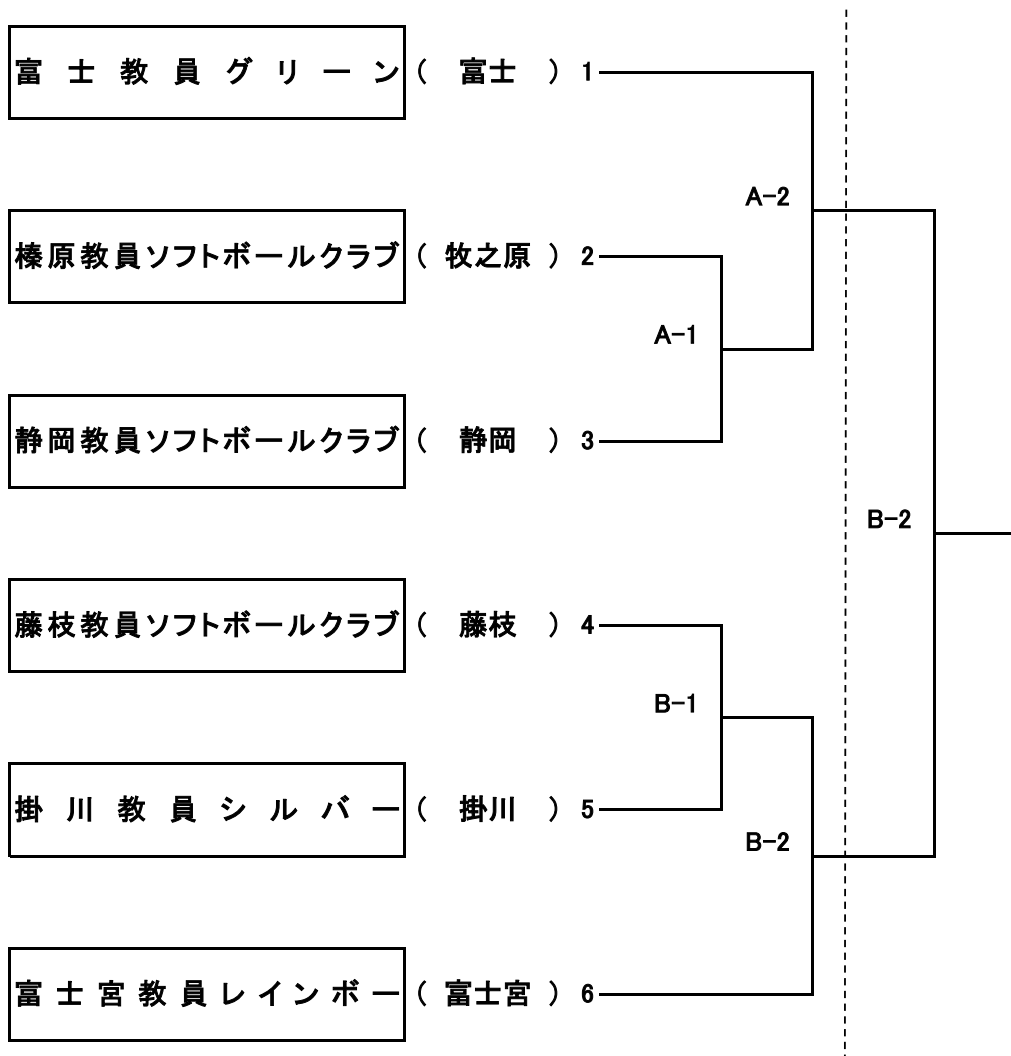 富士教員グリーン ( 富士 ) 1
A-2
榛原教員ソフトボールクラブ ( 牧之原 ) 2
A-1
静岡教員ソフトボールクラブ ( 静岡 ) 3
B-2
藤枝教員ソフトボールクラブ ( 藤枝 ) 4
B-1
掛川教員シルバー ( 掛川 ) 5
B-2
富士宮教員レインボー ( 富士宮 ) 6